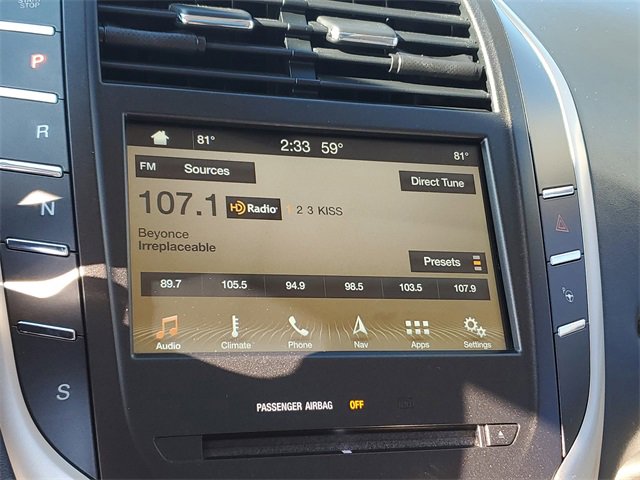 STOP
P
R
N
S
81° 2:33 59° 81°
FM Sources
Direct Tune
107.1 HD Radio 1 2 3 KISS
Beyonce
Irreplaceable
Presets
89.7 105.5 94.9 98.5 103.5 107.9
Audio Climate Phone Nav Apps Settings
PASSENGER AIRBAG OFF